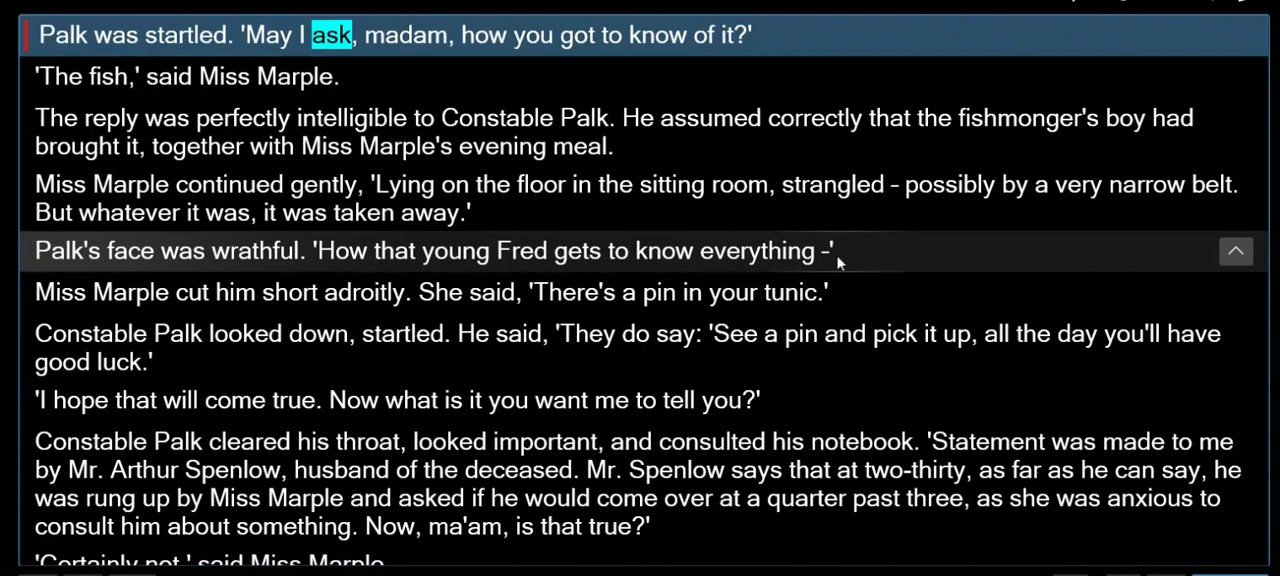 Palk was startled. 'May I ask, madam, how you got to know of it?'
'The fish,' said Miss Marple.
The reply was perfectly intelligible to Constable Palk. He assumed correctly that the fishmonger's boy had
brought it, together with Miss Marple's evening meal.
Miss Marple continued gently, 'Lying on the floor in the sitting room, strangled - possibly by a very narrow belt.
But whatever it was, it was taken away.'
Palk's face was wrathful. 'How that young Fred gets to know everything -'
Miss Marple cut him short adroitly. She said, 'There's a pin in your tunic.'
Constable Palk looked down, startled. He said, 'They do say: 'See a pin and pick it up, all the day you'll have
good luck.'
'I hope that will come true. Now what is it you want me to tell you?'
Constable Palk cleared his throat, looked important, and consulted his notebook. 'Statement was made to me
by Mr. Arthur Spenlow, husband of the deceased. Mr. Spenlow says that at two-thirty, as far as he can say, he
was rung up by Miss Marple and asked if he would come over at a quarter past three, as she was anxious to
consult him about something. Now, ma'am, is that true?'
'Certainly not,' said Miss Marple.